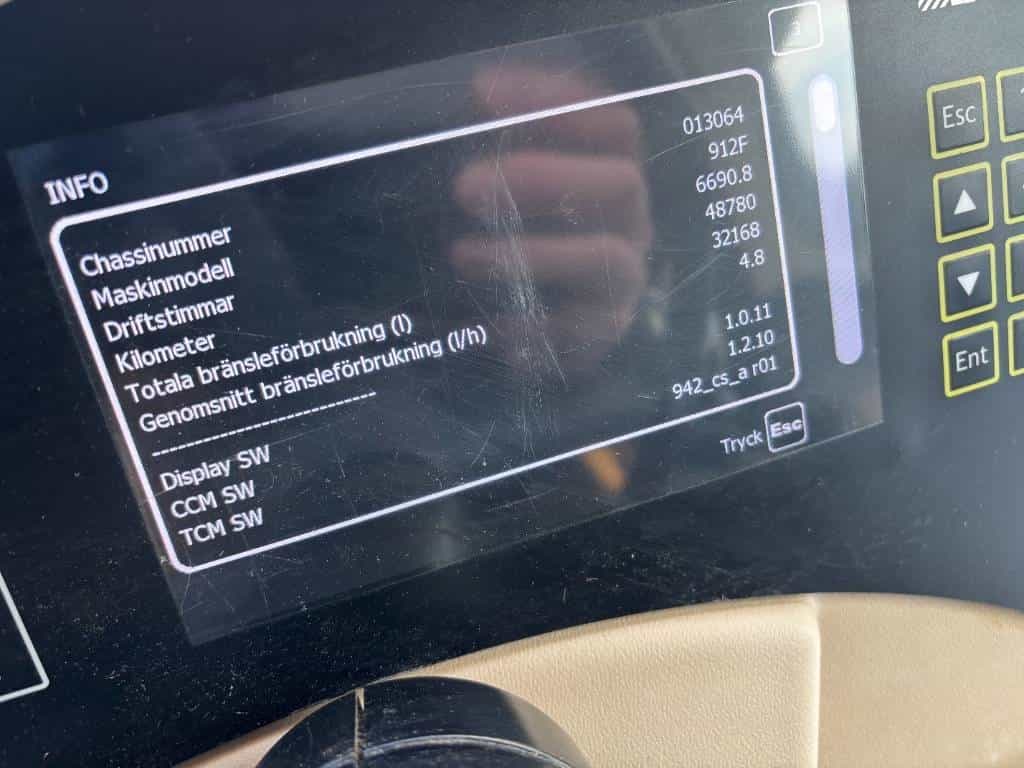 INFO
Chassinummer 013064
Maskinmodell 912F
Driftstimmar 6690.8
Kilometer 48780
Totala bränsleförbrukning (l) 32168
Genomsnitt bränsleförbrukning (l/h) 4.8
--------------------------
Display SW 1.0.11
CCM SW 1.2.10
TCM SW 942_cs_a r01
Tryck Esc
Esc
Ent